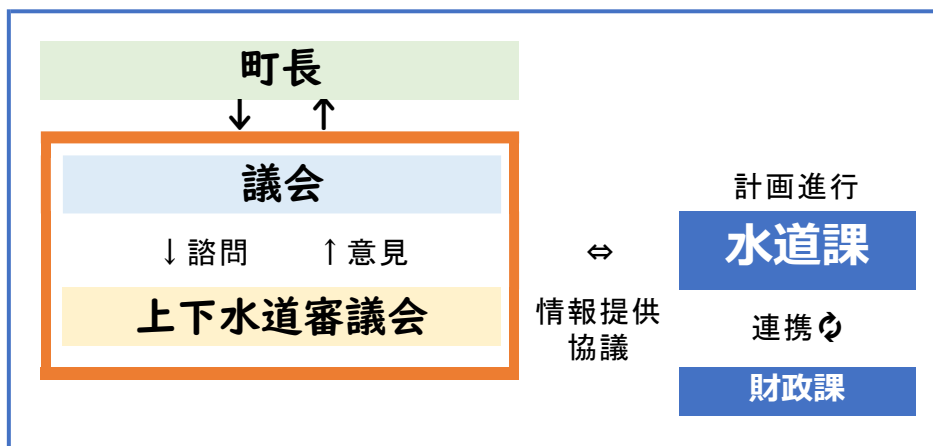 町長
↓ ↑
議会
↓諮問 ↑意見
上下水道審議会
⇔
情報提供
協議
計画進行
水道課
連携🗘
財政課